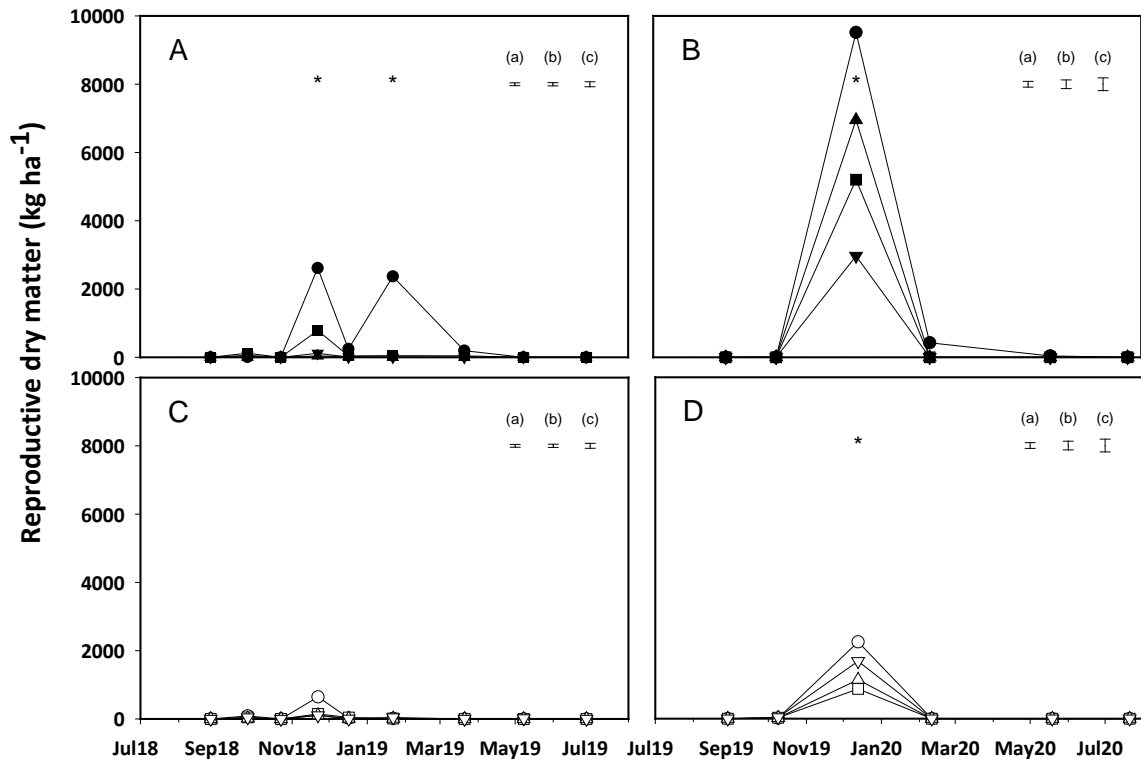 Reproductive dry matter (kg ha-1)
10000
8000
6000
4000
2000
0
A
* *
(a) (b) (c)
B
*
(a) (b) (c)
10000
8000
6000
4000
2000
0
C
(a) (b) (c)
D
*
(a) (b) (c)
Jul18 Sep18 Nov18 Jan19 Mar19 May19 Jul19
Jul19 Sep19 Nov19 Jan20 Mar20 May20 Jul20